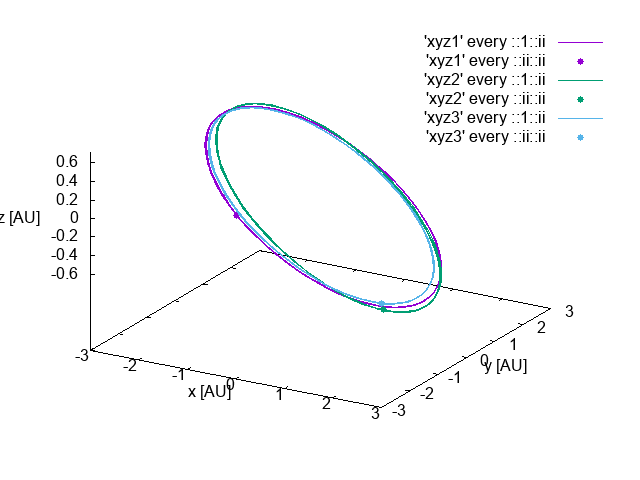 'xyz1' every ::1::ii
'xyz1' every ::ii::ii
'xyz2' every ::1::ii
'xyz2' every ::ii::ii
'xyz3' every ::1::ii
'xyz3' every ::ii::ii
0.6
0.4
0.2
z [AU] 0
-0.2
-0.4
-0.6
-3 -2 -1 0 1 2 3
x [AU]
-3 -2 -1 0 1 2 3
y [AU]